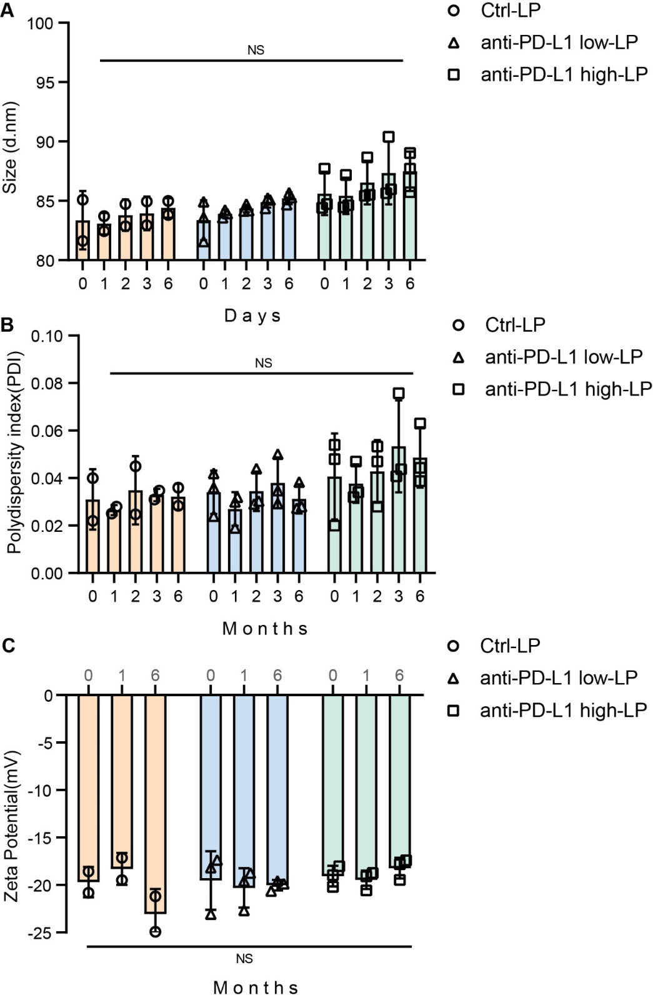 A
Ctrl-LP
anti-PD-L1 low-LP
anti-PD-L1 high-LP
100
95
90
85
80
Size (d.nm)
NS
0 1 2 3 6 0 1 2 3 6 0 1 2 3 6
Days
B
Ctrl-LP
anti-PD-L1 low-LP
anti-PD-L1 high-LP
0.10
0.08
0.06
0.04
0.02
0.00
Polydispersity index(PDI)
NS
0 1 2 3 6 0 1 2 3 6 0 1 2 3 6
Months
C
Ctrl-LP
anti-PD-L1 low-LP
anti-PD-L1 high-LP
0 1 6 0 1 6 0 1 6
0
-5
-10
-15
-20
-25
Zeta Potential(mV)
NS
Months